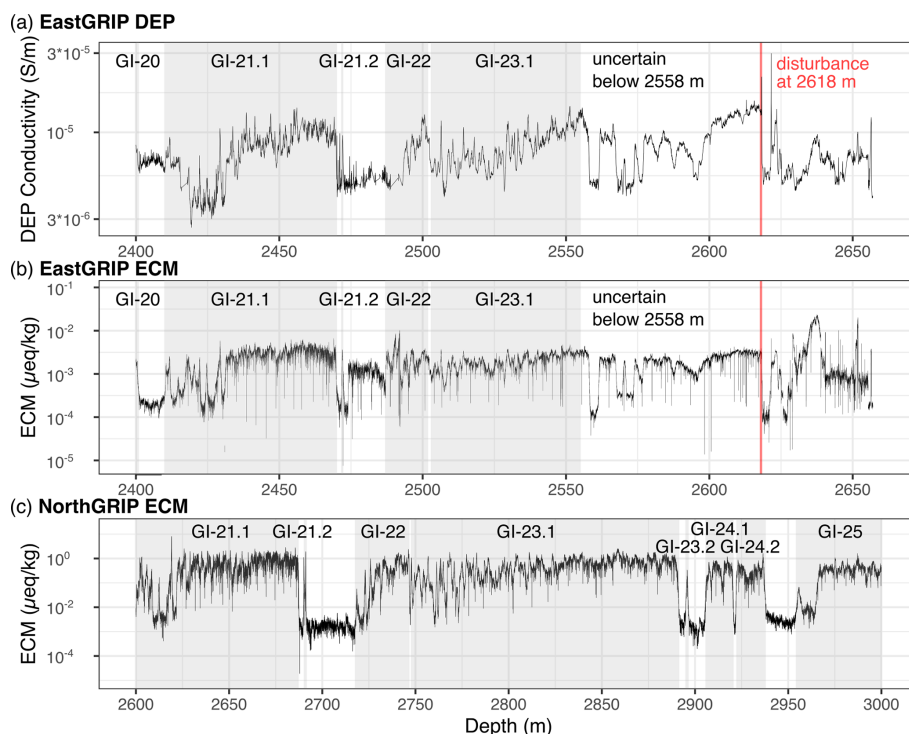 (a) EastGRIP DEP
GI-20 GI-21.1 GI-21.2 GI-22 GI-23.1 uncertain below 2558 m disturbance at 2618 m
DEP Conductivity (S/m)
3*10⁻⁵
10⁻⁵
3*10⁻⁶
2400 2450 2500 2550 2600 2650
(b) EastGRIP ECM
GI-20 GI-21.1 GI-21.2 GI-22 GI-23.1 uncertain below 2558 m
ECM (µeq/kg)
10⁻¹
10⁻²
10⁻³
10⁻⁴
10⁻⁵
2400 2450 2500 2550 2600 2650
(c) NorthGRIP ECM
GI-21.1 GI-21.2 GI-22 GI-23.1 GI-24.1 GI-25
GI-23.2 GI-24.2
ECM (µeq/kg)
10⁰
10⁻²
10⁻⁴
2600 2650 2700 2750 2800 2850 2900 2950 3000
Depth (m)